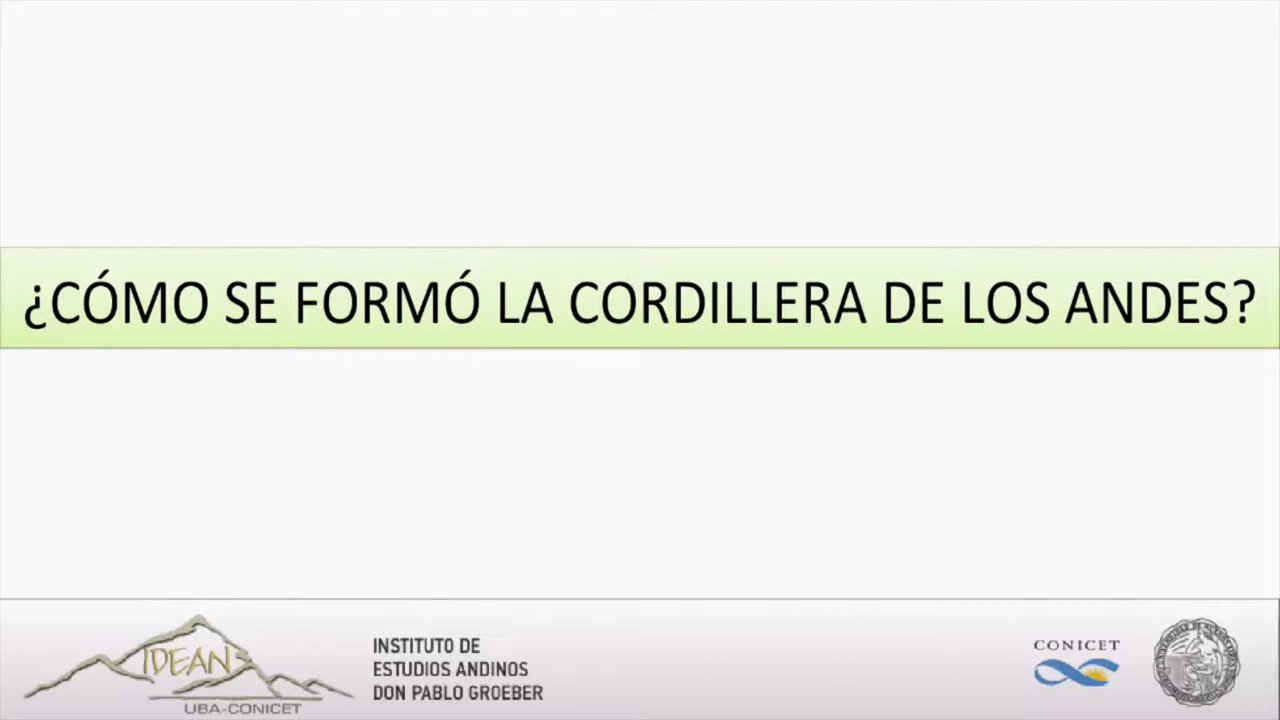 ¿CÓMO SE FORMÓ LA CORDILLERA DE LOS ANDES?
IDEAN
UBA-CONICET
INSTITUTO DE
ESTUDIOS ANDINOS
DON PABLO GROEBER
CONICET